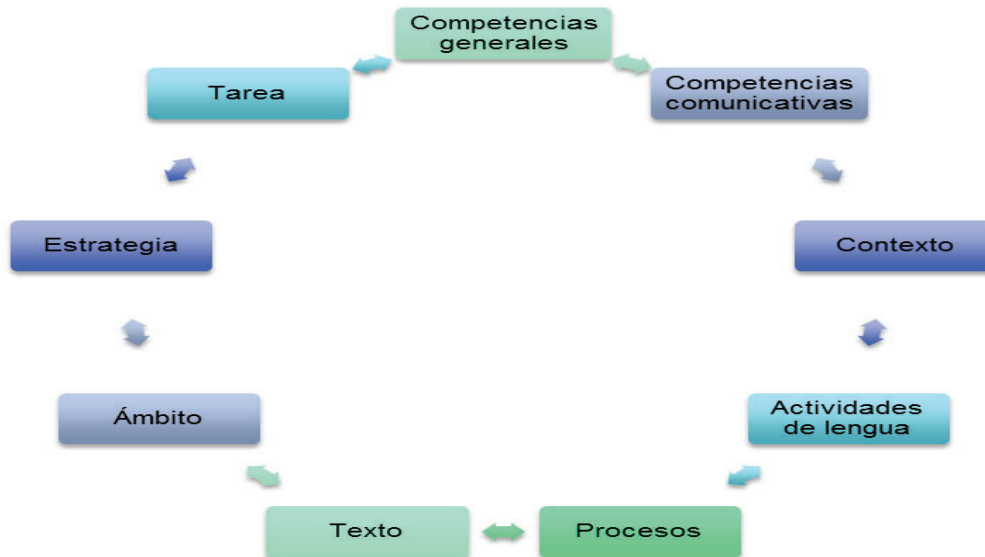 Competencias
generales
Competencias
comunicativas
Contexto
Actividades
de lengua
Procesos
Texto
Ámbito
Estrategia
Tarea